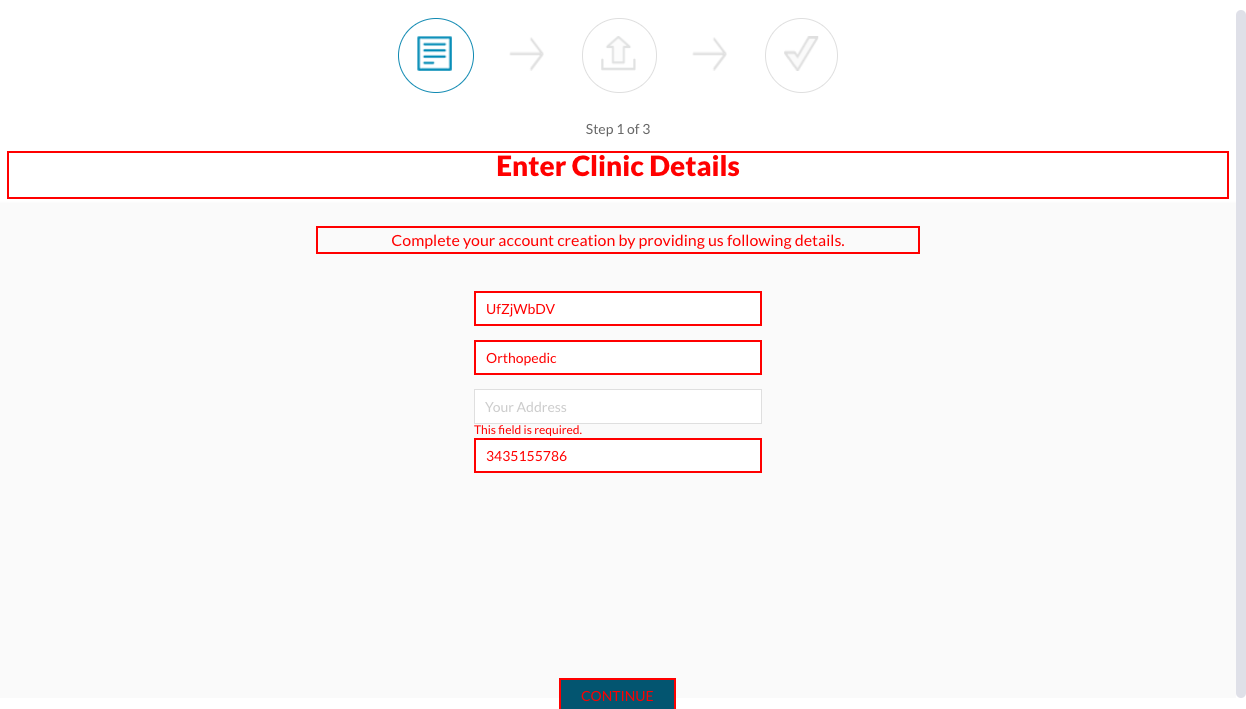 Step 1 of 3
Enter Clinic Details
Complete your account creation by providing us following details.
UfZjWbDV
Orthopedic
Your Address
This field is required.
3435155786
CONTINUE